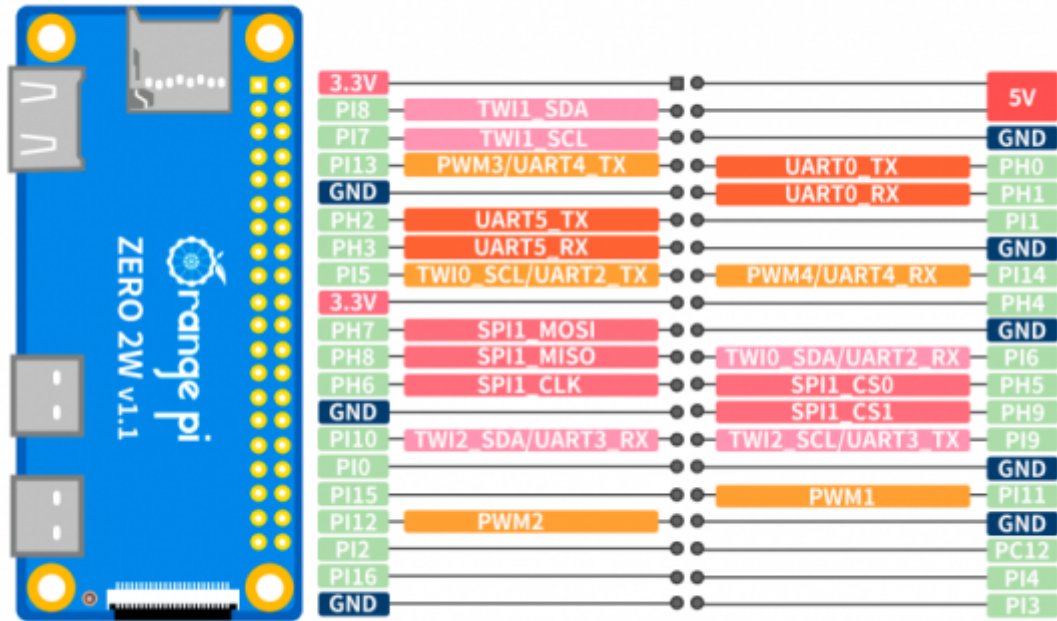 Orange pi
ZERO 2W v1.1
3.3V 5V
PI8 TWI1_SDA
PI7 TWI1_SCL GND
PI13 PWM3/UART4_TX UART0_TX PH0
GND UART0_RX PH1
PH2 UART5_TX PI1
PH3 UART5_RX GND
PI5 TWI0_SCL/UART2_TX PWM4/UART4_RX PI14
3.3V PH4
PH7 SPI1_MOSI GND
PH8 SPI1_MISO TWI0_SDA/UART2_RX PI6
PH6 SPI1_CLK SPI1_CS0 PH5
GND SPI1_CS1 PH9
PI10 TWI2_SDA/UART3_RX TWI2_SCL/UART3_TX PI9
PI0 GND
PI15 PWM1 PI11
PI12 PWM2 GND
PI2 PC12
PI16 PI4
GND PI3